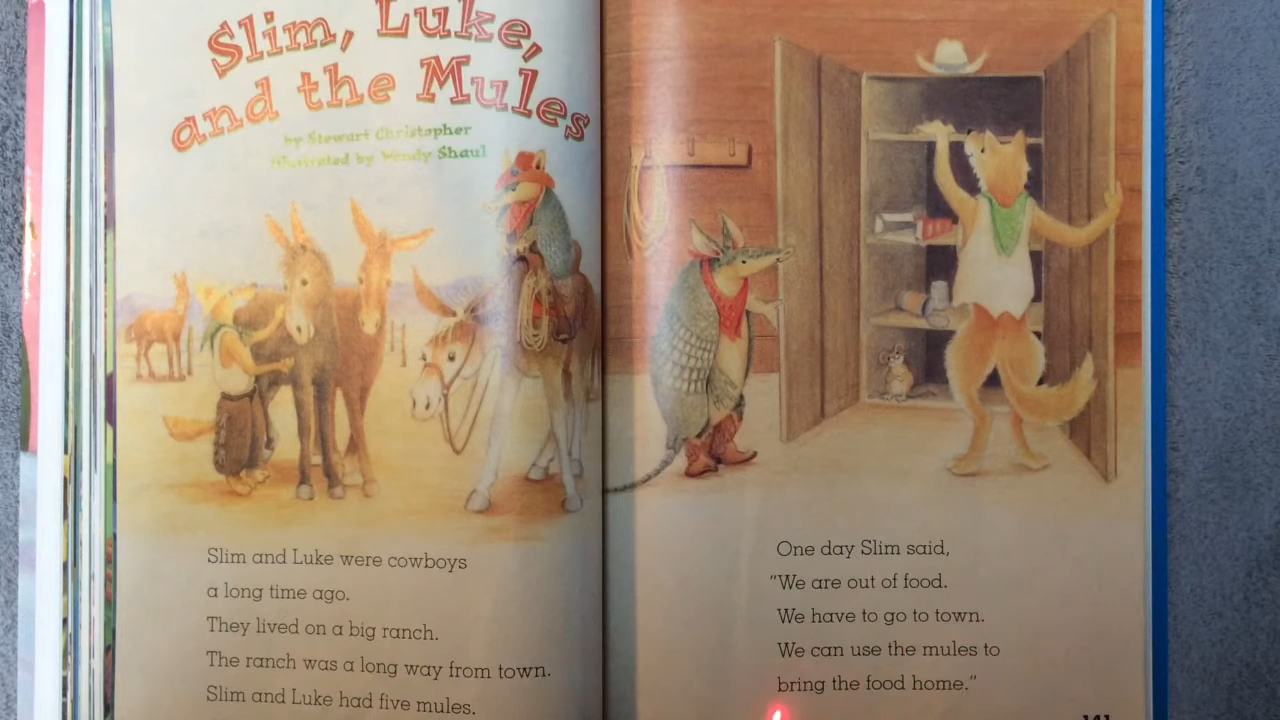 Slim, Luke,
and the Mules
by Stewart Christopher
illustrated by Wendy Shaul
Slim and Luke were cowboys
a long time ago.
They lived on a big ranch.
The ranch was a long way from town.
Slim and Luke had five mules.
One day Slim said,
"We are out of food.
We have to go to town.
We can use the mules to
bring the food home."